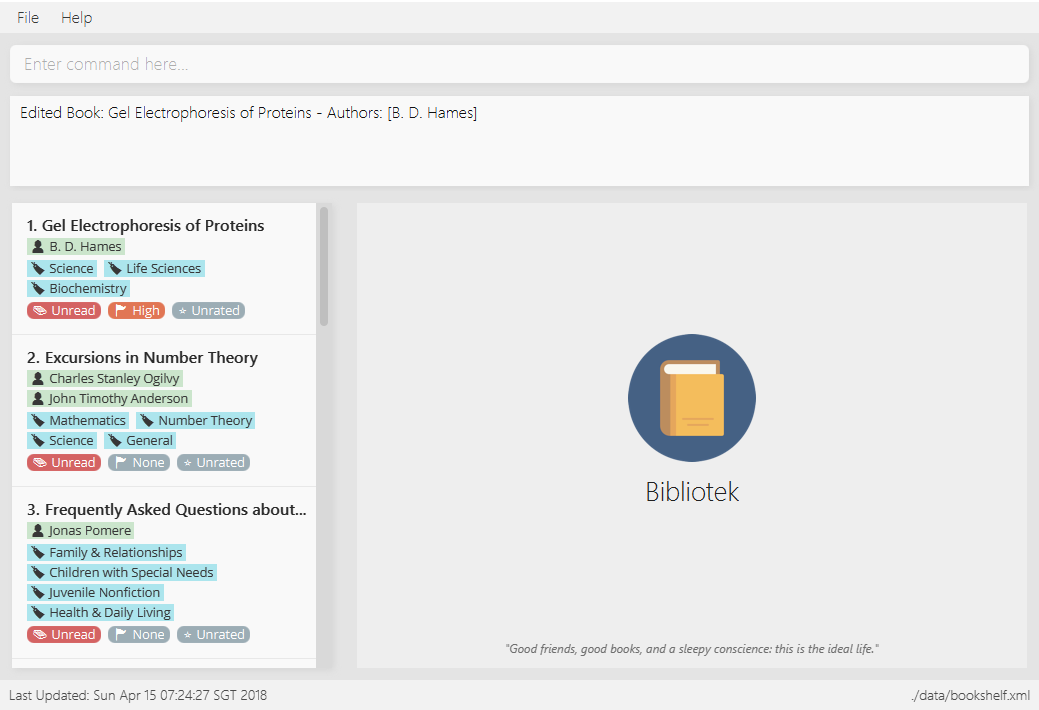 File Help
Enter command here...
Edited Book: Gel Electrophoresis of Proteins - Authors: [B. D. Hames]
1. Gel Electrophoresis of Proteins
B. D. Hames
Science Life Sciences
Biochemistry
Unread High Unrated
2. Excursions in Number Theory
Charles Stanley Ogilvy
John Timothy Anderson
Mathematics Number Theory
Science General
Unread None Unrated
3. Frequently Asked Questions about...
Jonas Pomere
Family & Relationships
Children with Special Needs
Juvenile Nonfiction
Health & Daily Living
Unread None Unrated
Bibliotek
"Good friends, good books, and a sleepy conscience: this is the ideal life."
Last Updated: Sun Apr 15 07:24:27 SGT 2018
./data/bookshelf.xml